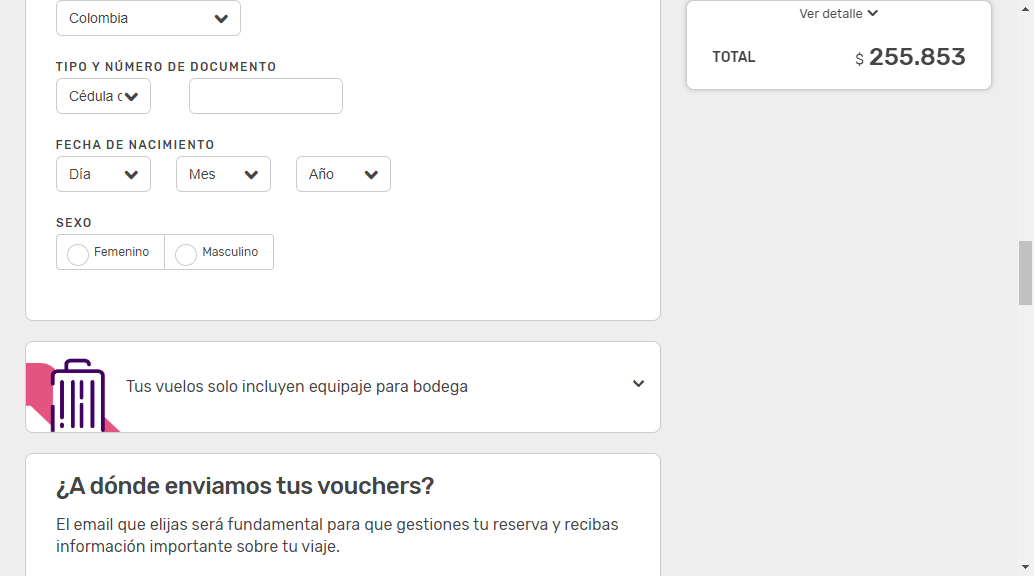 Colombia
TIPO Y NÚMERO DE DOCUMENTO
Cédula c
FECHA DE NACIMIENTO
Día
Mes
Año
SEXO
Femenino
Masculino
Tus vuelos solo incluyen equipaje para bodega
¿A dónde enviamos tus vouchers?
El email que elijas será fundamental para que gestiones tu reserva y recibas
información importante sobre tu viaje.
Ver detalle
TOTAL
$ 255.853